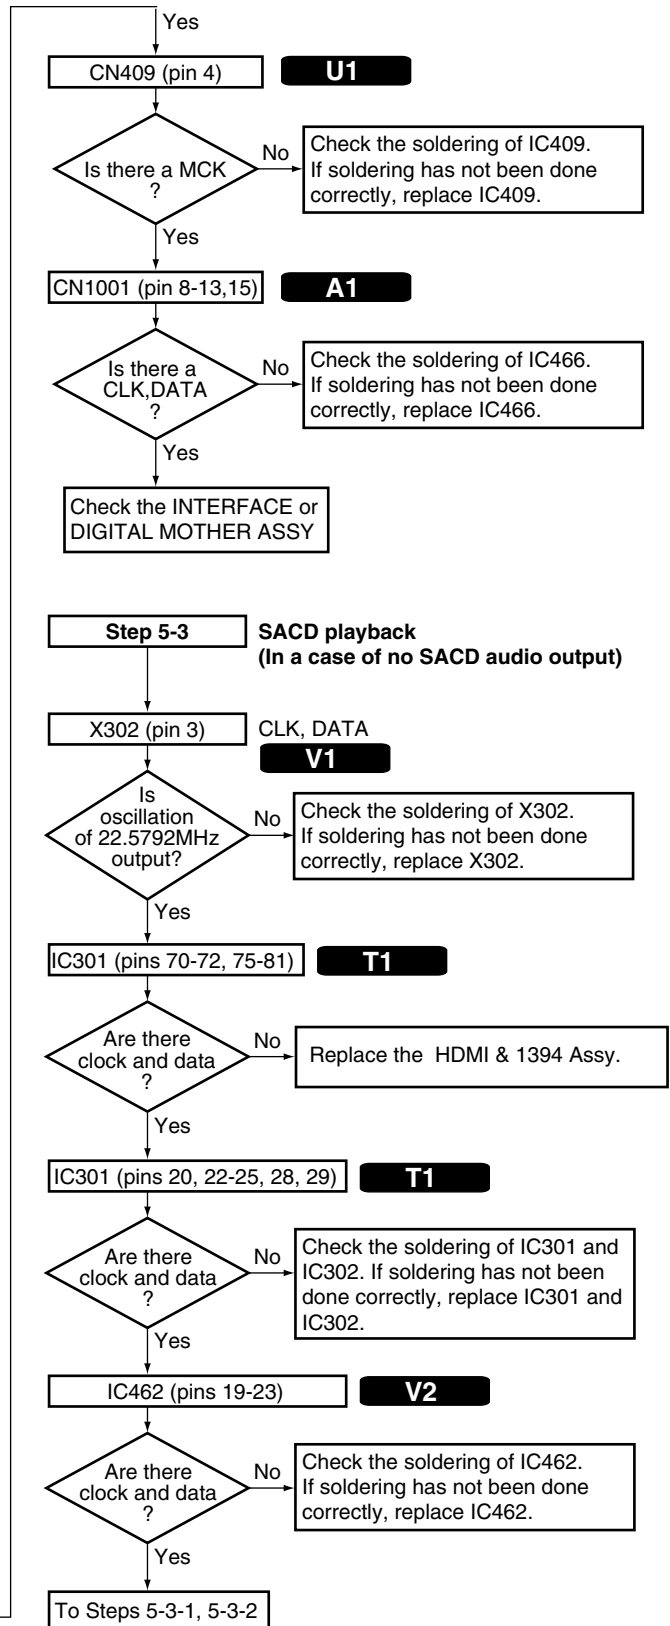 Yes
CN409 (pin 4)
U1
Is there a MCK
?
No
Check the soldering of IC409.
If soldering has not been done
correctly, replace IC409.
Yes
CN1001 (pin 8-13,15)
A1
Is there a
CLK,DATA
?
No
Check the soldering of IC466.
If soldering has not been done
correctly, replace IC466.
Yes
Check the INTERFACE or
DIGITAL MOTHER ASSY
Step 5-3
SACD playback
(In a case of no SACD audio output)
X302 (pin 3)
CLK, DATA
V1
Is
oscillation
of 22.5792MHz
output?
No
Check the soldering of X302.
If soldering has not been done
correctly, replace X302.
Yes
IC301 (pins 70-72, 75-81)
T1
Are there
clock and data
?
No
Replace the HDMI & 1394 Assy.
Yes
IC301 (pins 20, 22-25, 28, 29)
T1
Are there
clock and data
?
No
Check the soldering of IC301 and
IC302. If soldering has not been
done correctly, replace IC301 and
IC302.
Yes
IC462 (pins 19-23)
V2
Are there
clock and data
?
No
Check the soldering of IC462.
If soldering has not been done
correctly, replace IC462.
Yes
To Steps 5-3-1, 5-3-2